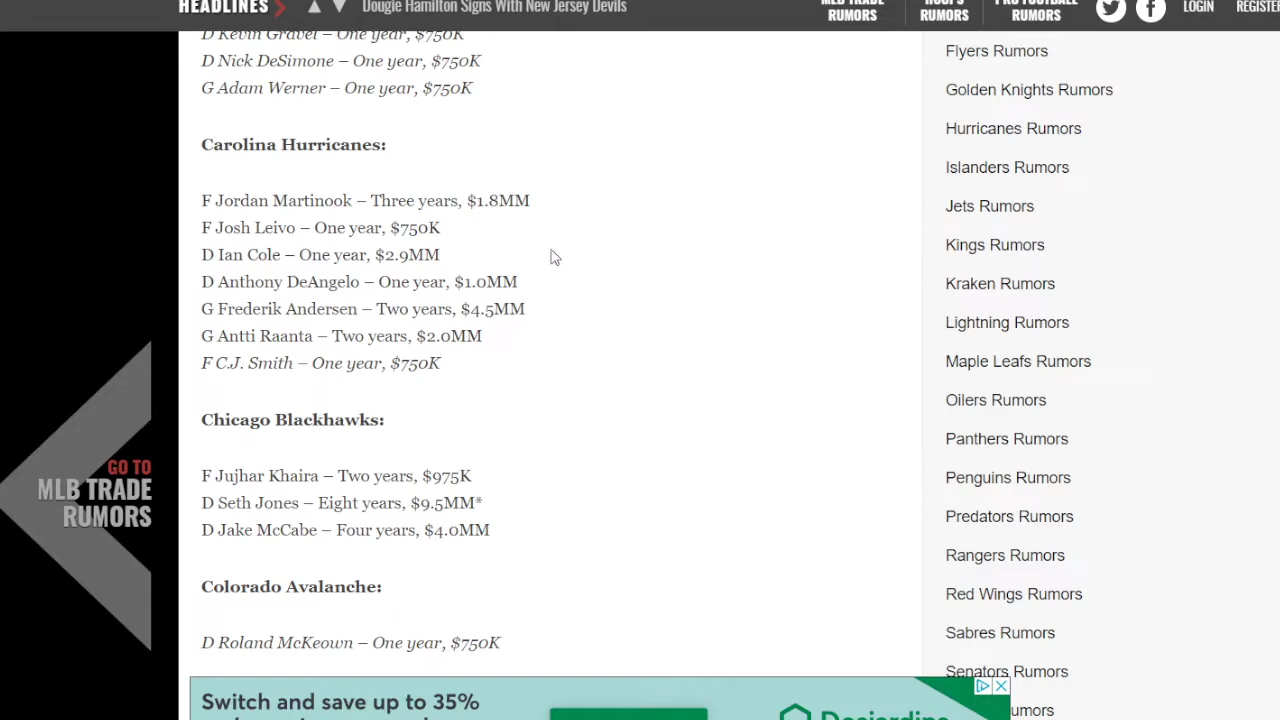 HEADLINES
Dougie Hamilton Signs With New Jersey Devils
MLB TRADE
RUMORS
HOOPS
RUMORS
PRO FOOTBALL
RUMORS
LOGIN
REGISTER
D Kevin Gravel – One year, $750K
D Nick DeSimone – One year, $750K
G Adam Werner – One year, $750K
Carolina Hurricanes:
F Jordan Martinook – Three years, $1.8MM
F Josh Leivo – One year, $750K
D Ian Cole – One year, $2.9MM
D Anthony DeAngelo – One year, $1.0MM
G Frederik Andersen – Two years, $4.5MM
G Antti Raanta – Two years, $2.0MM
F C.J. Smith – One year, $750K
Chicago Blackhawks:
F Jujhar Khaira – Two years, $975K
D Seth Jones – Eight years, $9.5MM*
D Jake McCabe – Four years, $4.0MM
Colorado Avalanche:
D Roland McKeown – One year, $750K
GO TO
MLB TRADE
RUMORS
Flyers Rumors
Golden Knights Rumors
Hurricanes Rumors
Islanders Rumors
Jets Rumors
Kings Rumors
Kraken Rumors
Lightning Rumors
Maple Leafs Rumors
Oilers Rumors
Panthers Rumors
Penguins Rumors
Predators Rumors
Rangers Rumors
Red Wings Rumors
Sabres Rumors
Senators Rumors
Rumors
Switch and save up to 35%
Desjardins